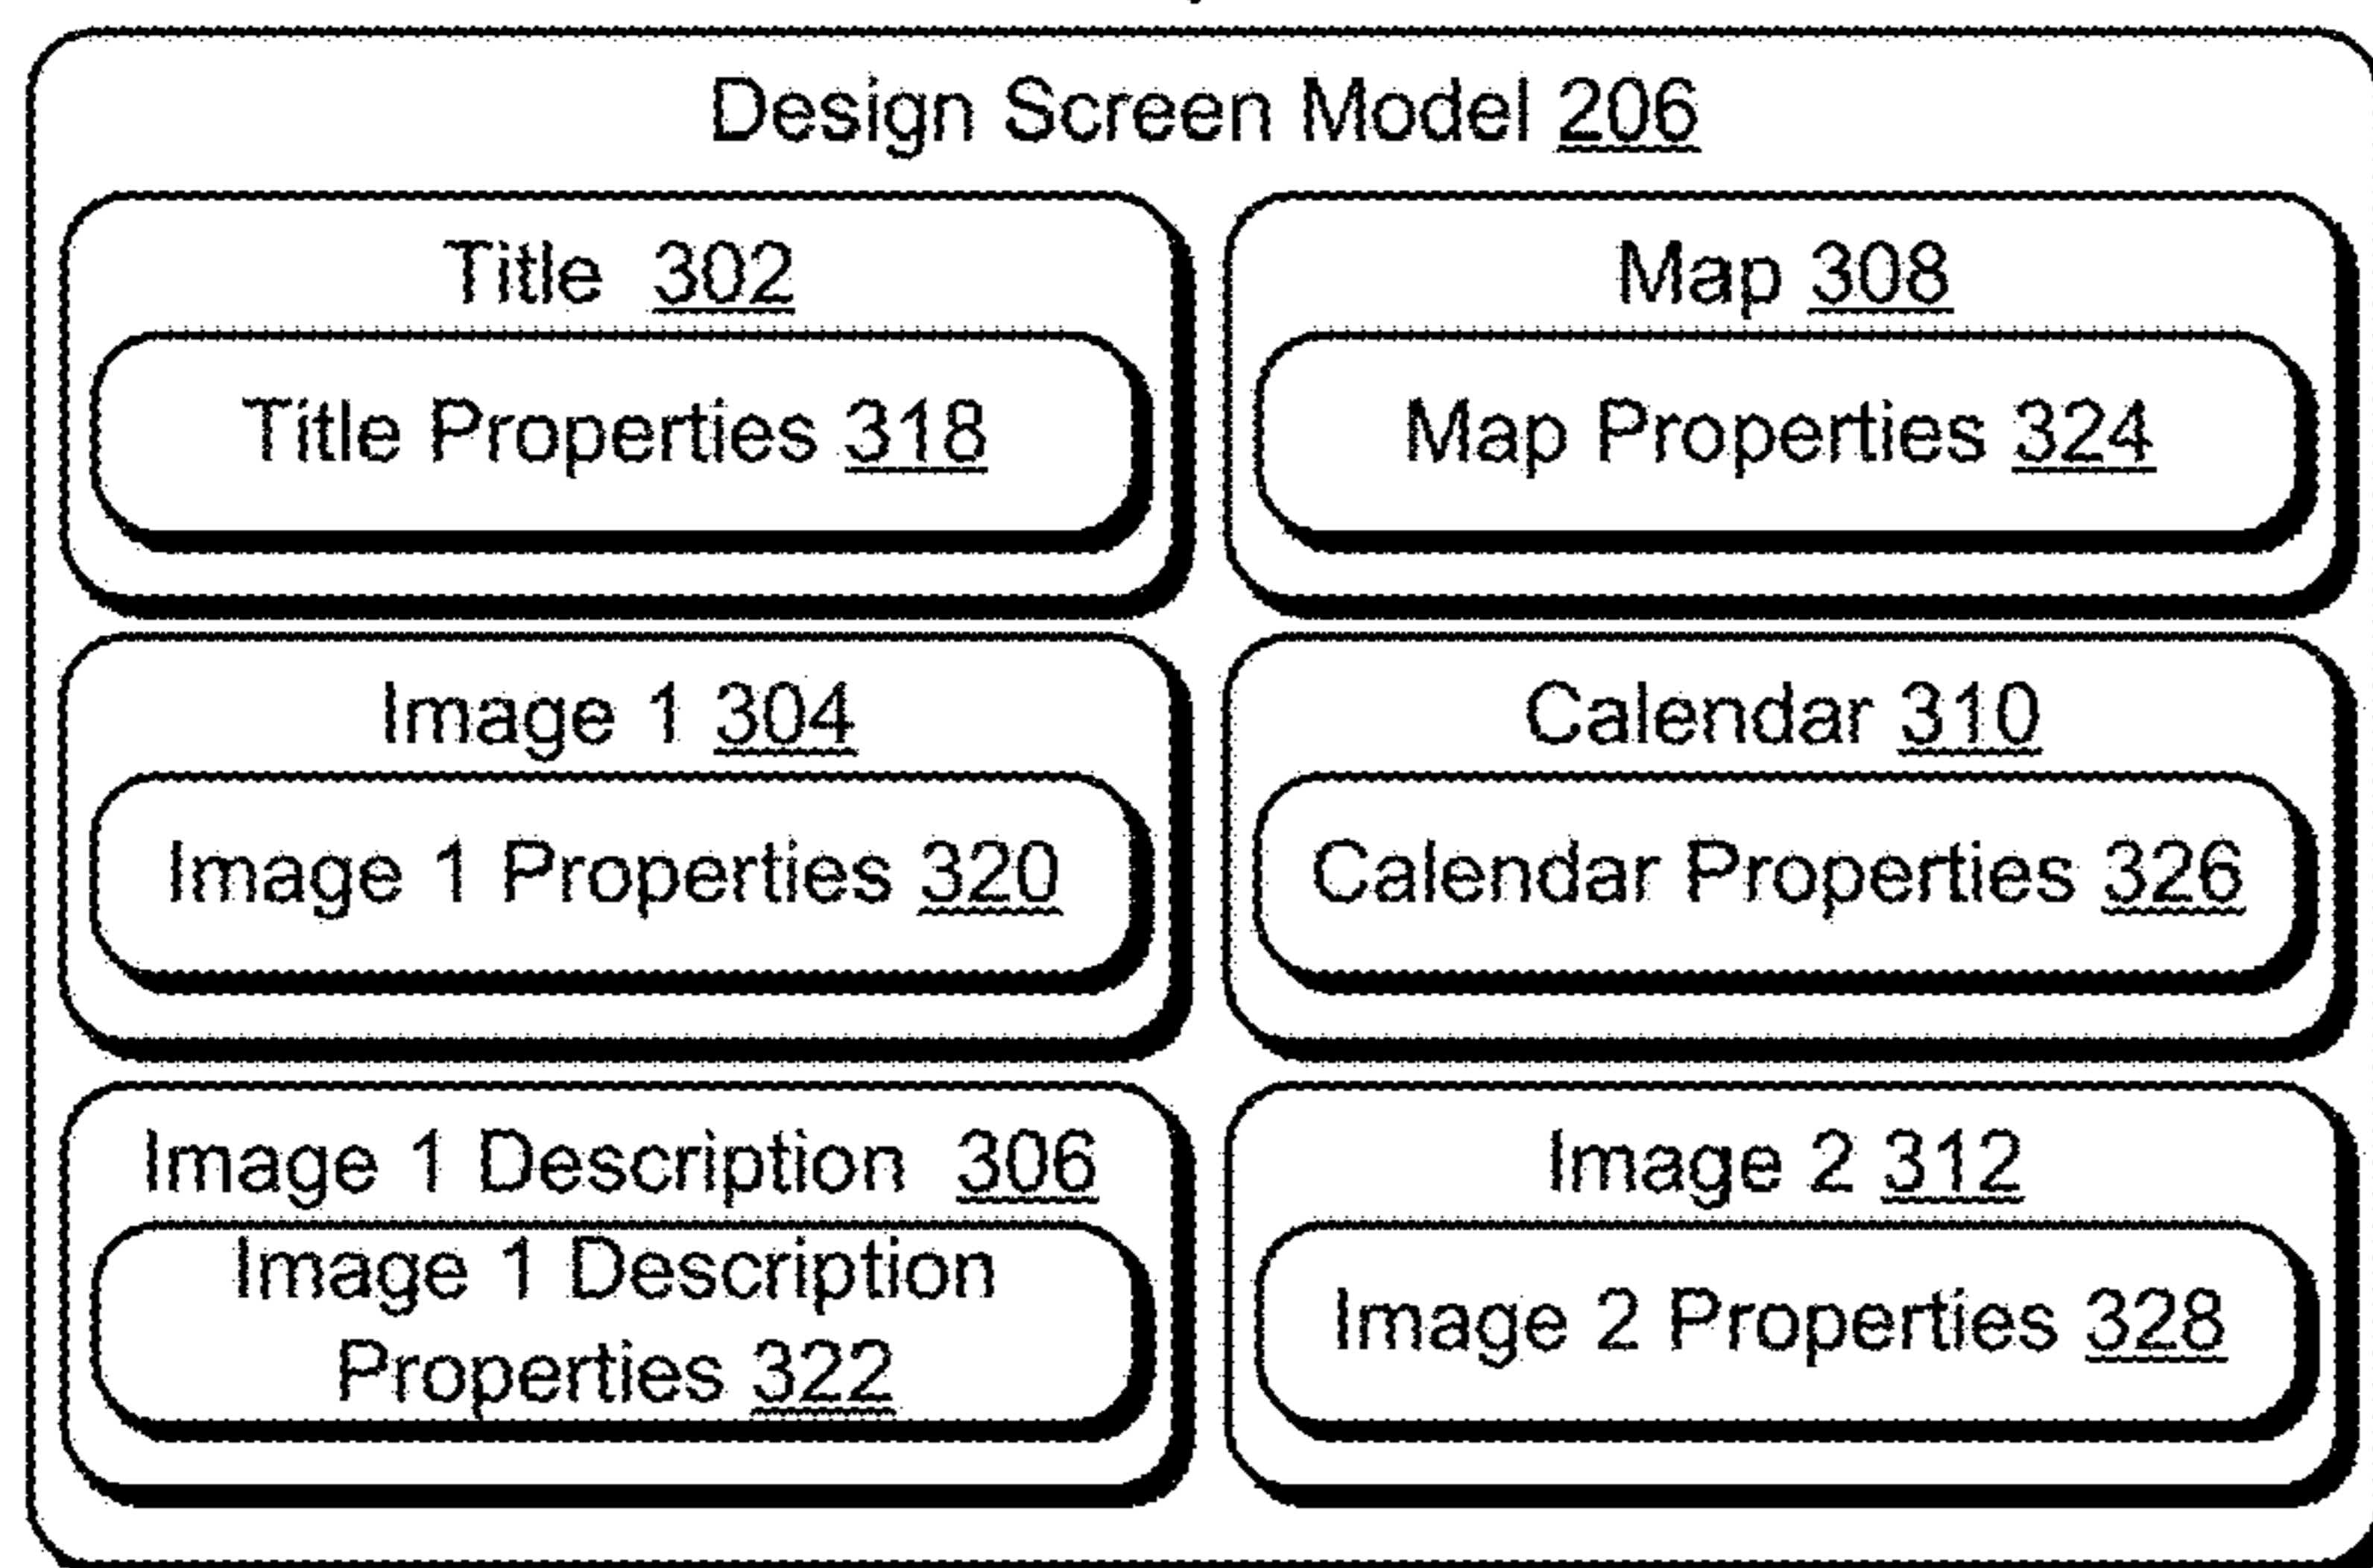 Design Screen Model 206
Title 302
Title Properties 318
Map 308
Map Properties 324
Image 1 304
Image 1 Properties 320
Calendar 310
Calendar Properties 326
Image 1 Description 306
Image 1 Description
Properties 322
Image 2 312
Image 2 Properties 328